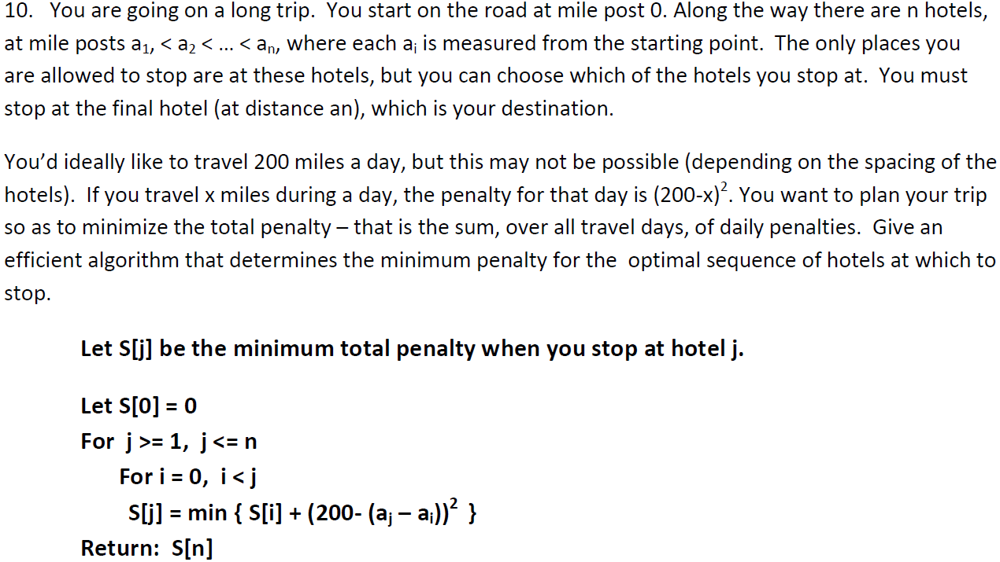 10.   You are going on a long trip.  You start on the road at mile post 0. Along the way there are n hotels,
at mile posts a₁, < a₂ < ... < aₙ, where each aⱼ is measured from the starting point.  The only places you
are allowed to stop are at these hotels, but you can choose which of the hotels you stop at.  You must
stop at the final hotel (at distance an), which is your destination.
You'd ideally like to travel 200 miles a day, but this may not be possible (depending on the spacing of the
hotels).  If you travel x miles during a day, the penalty for that day is (200-x)². You want to plan your trip
so as to minimize the total penalty – that is the sum, over all travel days, of daily penalties.  Give an
efficient algorithm that determines the minimum penalty for the  optimal sequence of hotels at which to
stop.
Let S[j] be the minimum total penalty when you stop at hotel j.
Let S[0] = 0
For  j >= 1,  j <= n
For i = 0,  i < j
S[j] = min { S[i] + (200- (aⱼ – aᵢ))²  }
Return:  S[n]